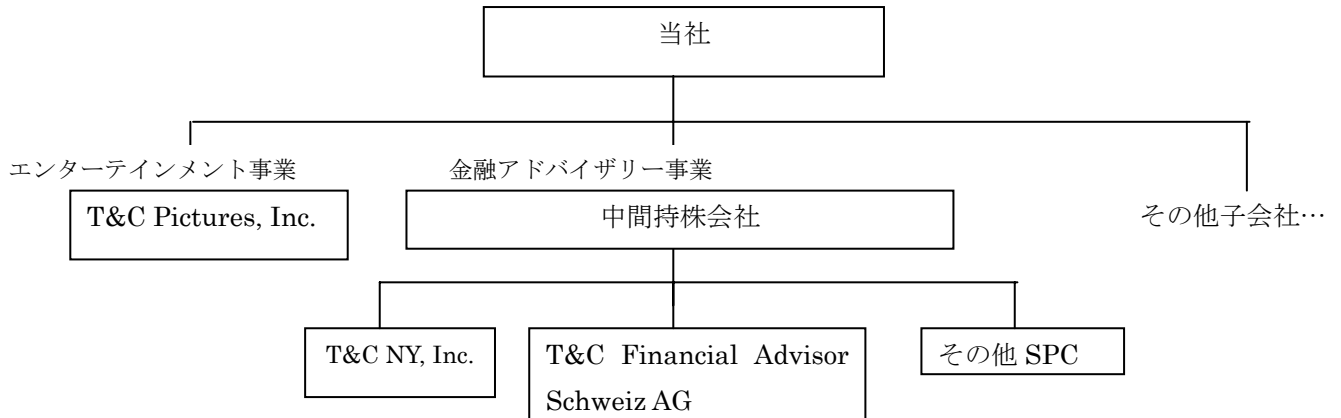 当社
エンターテインメント事業
金融アドバイザリー事業
T&C Pictures, Inc.
中間持株会社
その他子会社…
T&C NY, Inc.
T&C Financial Advisor
Schweiz AG
その他 SPC